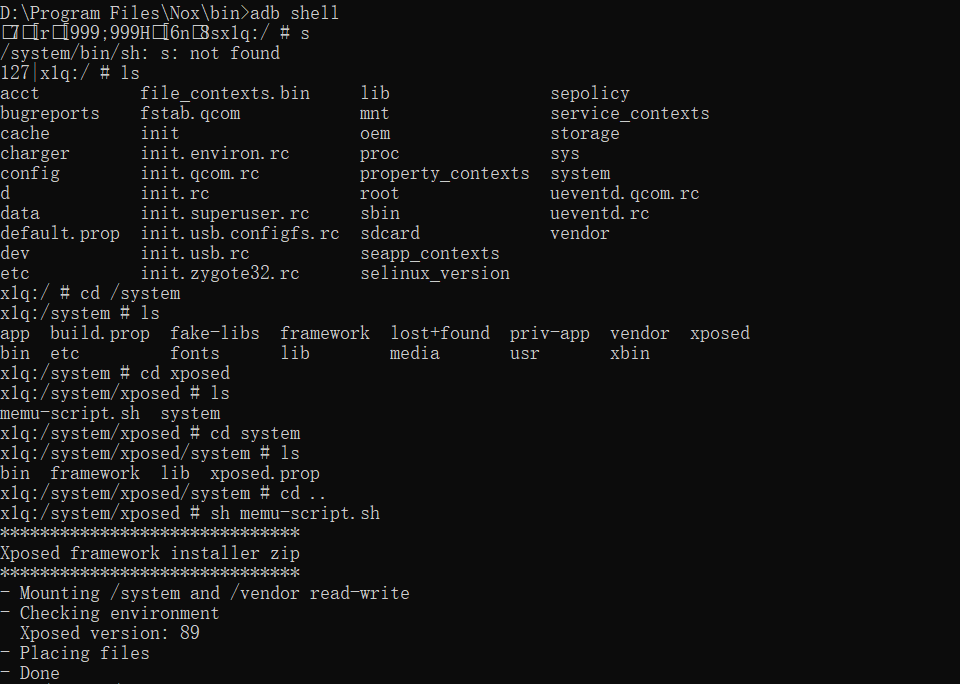 D:\Program Files\Nox\bin>adb shell
x1q:/ # s
/system/bin/sh: s: not found
127|x1q:/ # ls
acct file_contexts.bin lib sepolicy
bugreports fstab.qcom mnt service_contexts
cache init oem storage
charger init.environ.rc proc sys
config init.qcom.rc property_contexts system
d init.rc root ueventd.qcom.rc
data init.superuser.rc sbin ueventd.rc
default.prop init.usb.configfs.rc sdcard vendor
dev init.usb.rc seapp_contexts
etc init.zygote32.rc selinux_version
x1q:/ # cd /system
x1q:/system # ls
app build.prop fake-libs framework lost+found priv-app vendor xposed
bin etc fonts lib media usr xbin
x1q:/system # cd xposed
x1q:/system/xposed # ls
memu-script.sh system
x1q:/system/xposed # cd system
x1q:/system/xposed/system # ls
bin framework lib xposed.prop
x1q:/system/xposed/system # cd ..
x1q:/system/xposed # sh memu-script.sh
******************************
Xposed framework installer zip
******************************
- Mounting /system and /vendor read-write
- Checking environment
Xposed version: 89
- Placing files
- Done